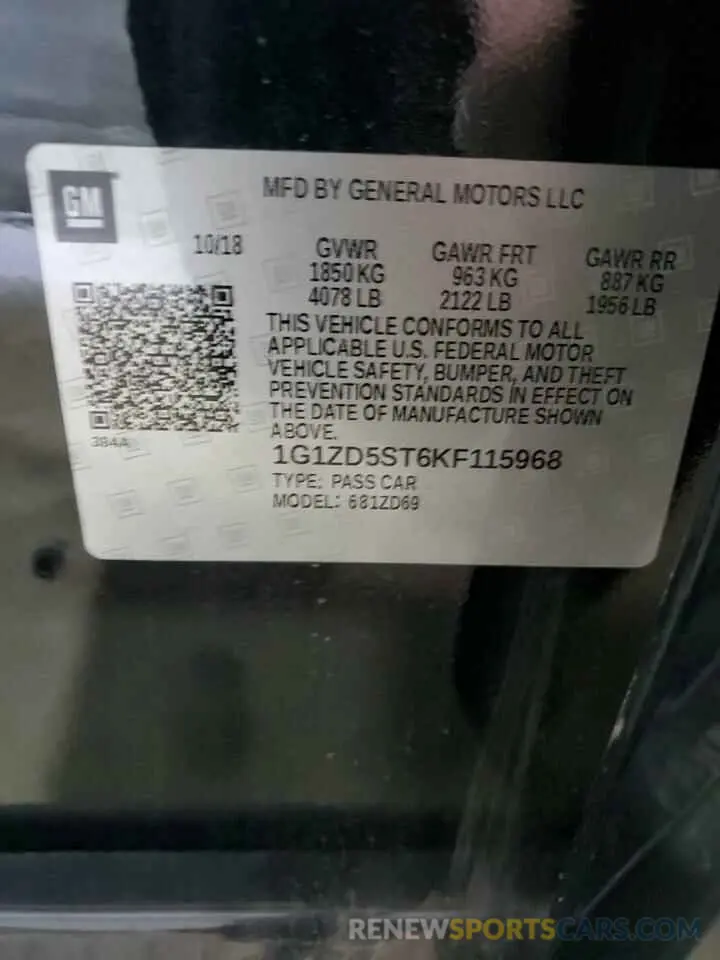 GM
MFD BY GENERAL MOTORS LLC
10/18 GVWR GAWR FRT GAWR RR
1850 KG 963 KG 887 KG
4078 LB 2122 LB 1956 LB
THIS VEHICLE CONFORMS TO ALL
APPLICABLE U.S. FEDERAL MOTOR
VEHICLE SAFETY, BUMPER, AND THEFT
PREVENTION STANDARDS IN EFFECT ON
THE DATE OF MANUFACTURE SHOWN
ABOVE.
384A
1G1ZD5ST6KF115968
TYPE: PASS CAR
MODEL: 681ZD69
RENEWSPORTSCARS.COM